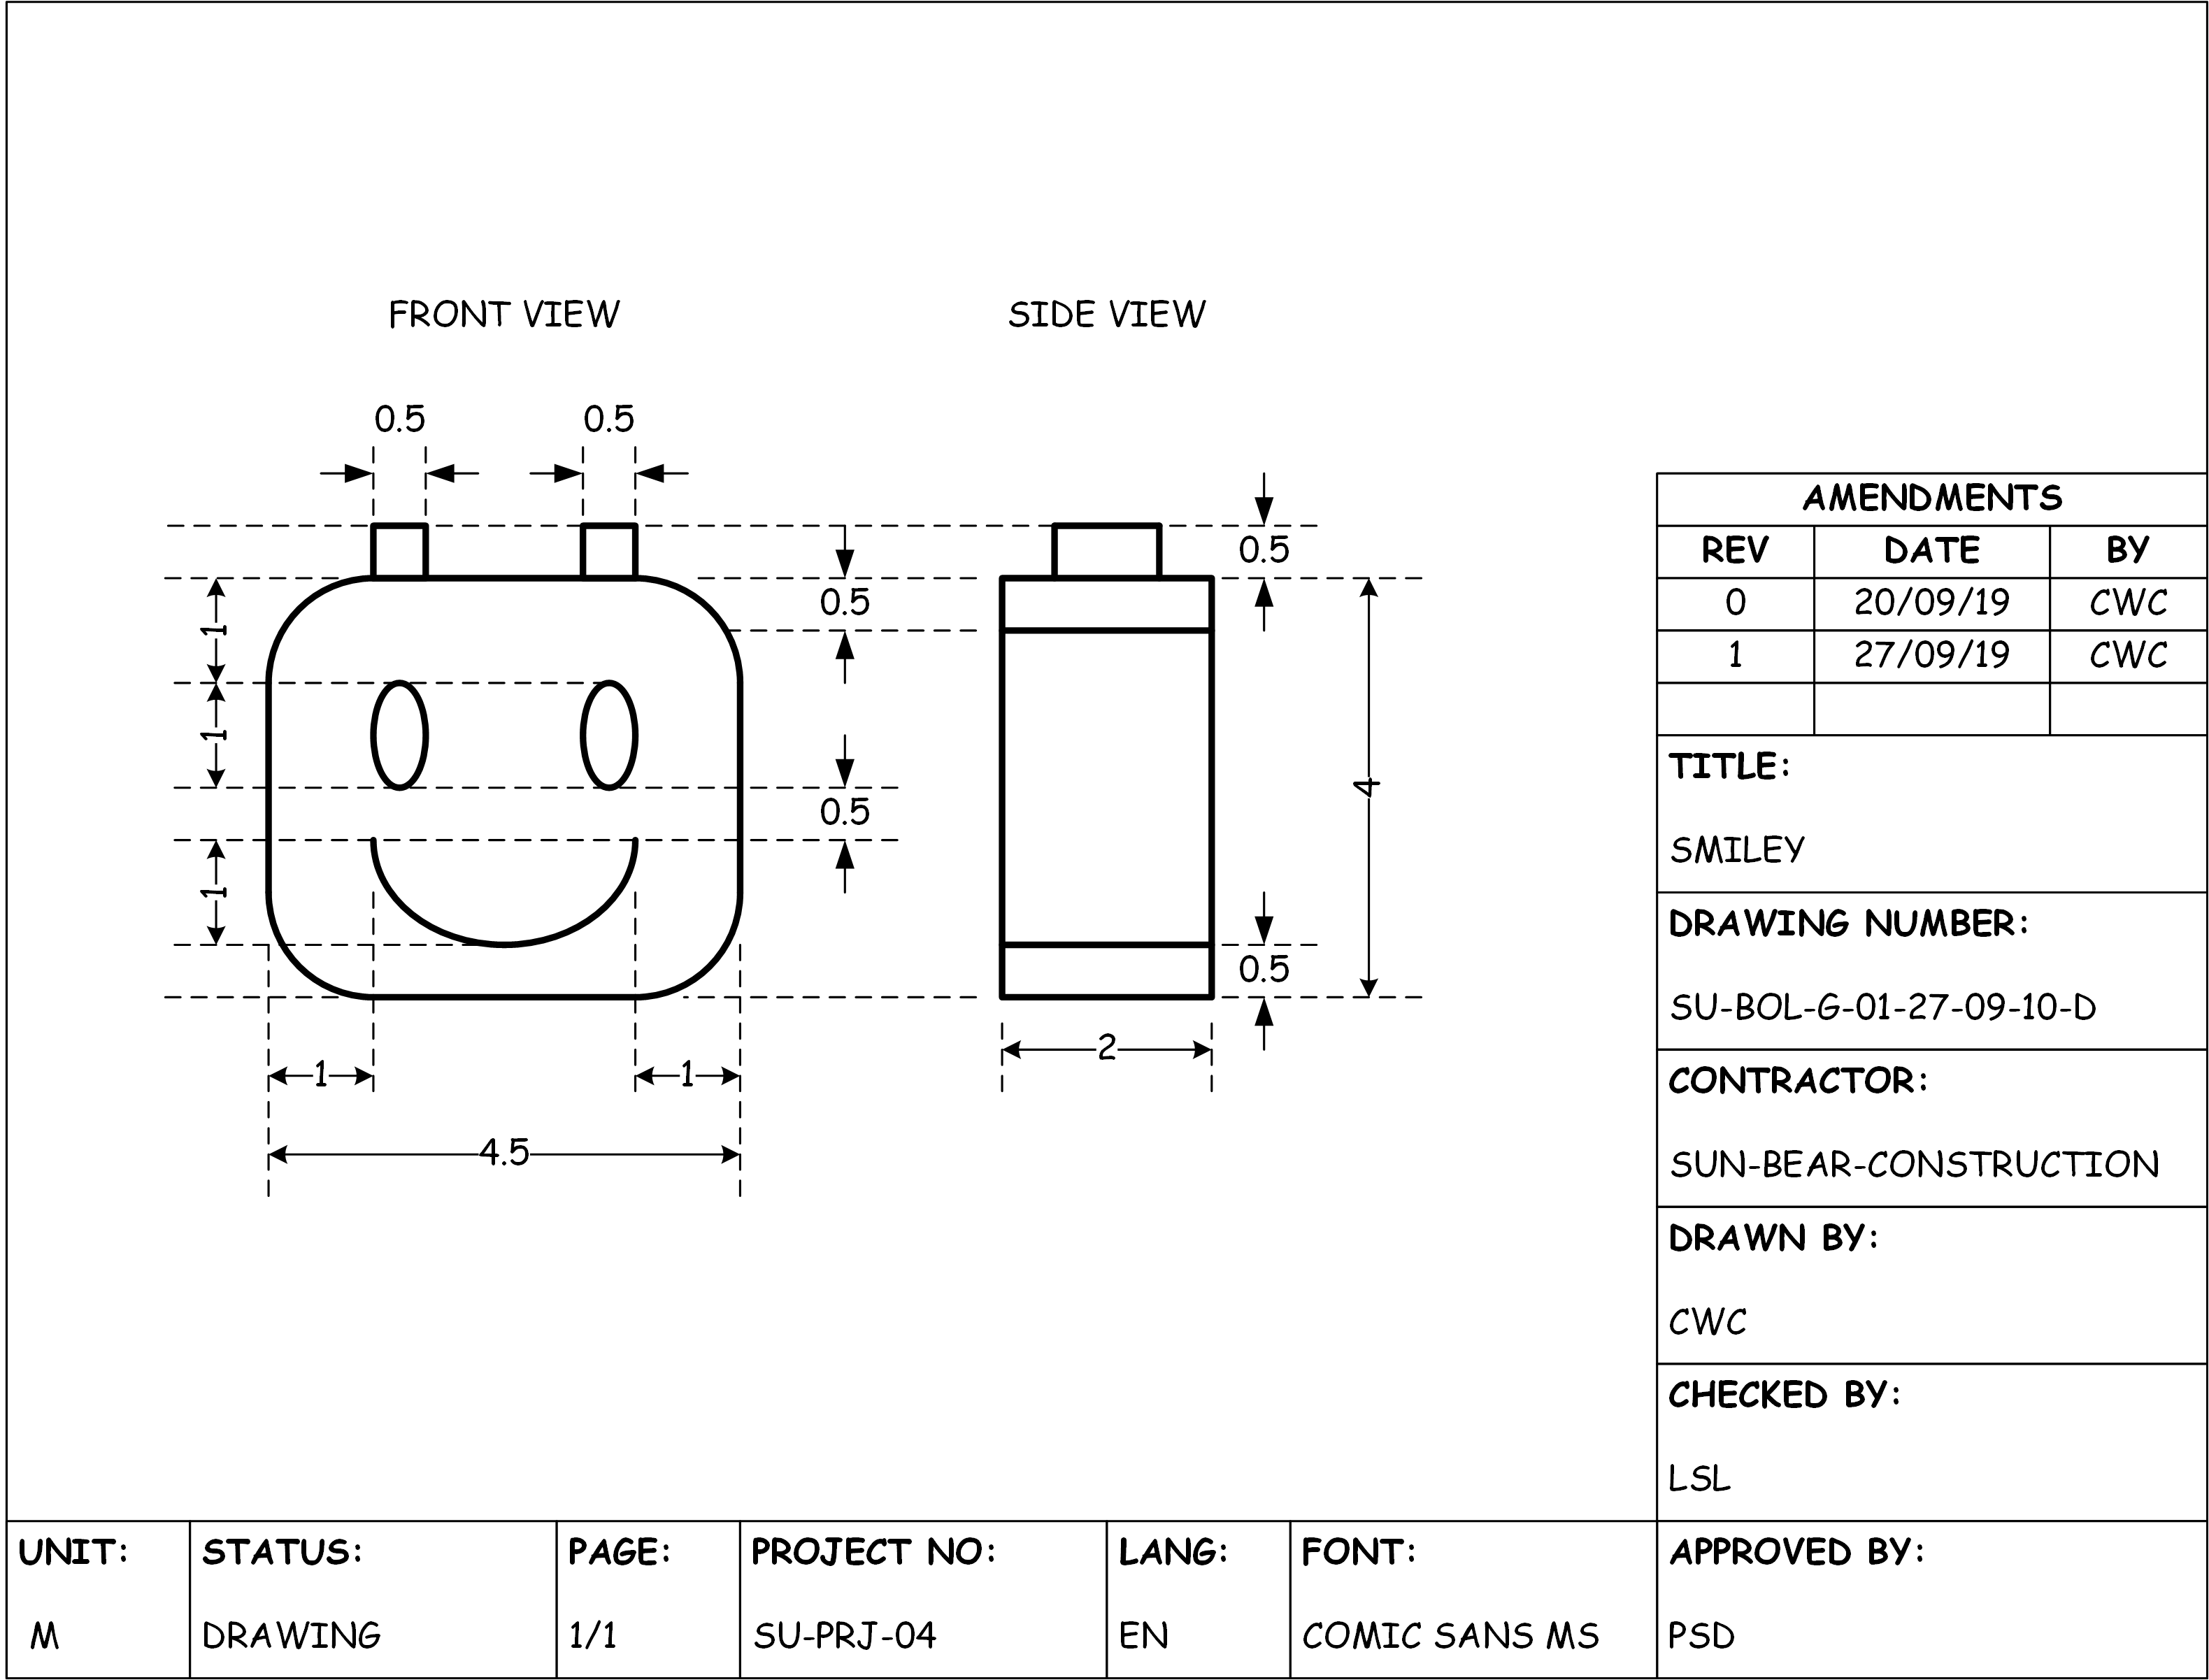 FRONT VIEW
SIDE VIEW
0.5
0.5
0.5
0.5
1
1
0.5
4
1
0.5
2
1
1
4.5
AMENDMENTS
REV DATE BY
0 20/09/19 CWC
1 27/09/19 CWC
TITLE:
SMILEY
DRAWING NUMBER:
SU-BOL-G-01-27-09-10-D
CONTRACTOR:
SUN-BEAR-CONSTRUCTION
DRAWN BY:
CWC
CHECKED BY:
LSL
UNIT:
M
STATUS:
DRAWING
PAGE:
1/1
PROJECT NO:
SU-PRJ-04
LANG:
EN
FONT:
COMIC SANS MS
APPROVED BY:
PSD